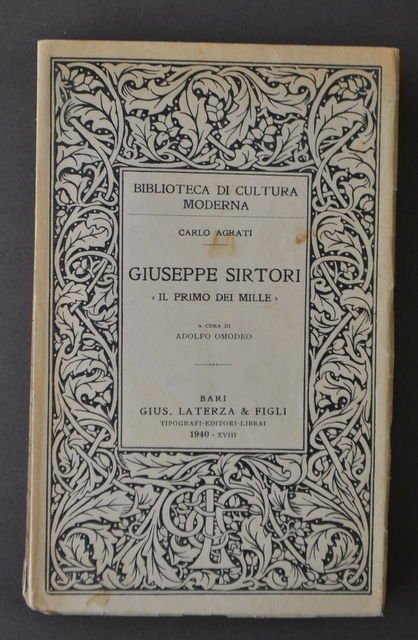 BIBLIOTECA DI CULTURA
MODERNA
CARLO AGRATI
GIUSEPPE SIRTORI
« IL PRIMO DEI MILLE »
A CURA DI
ADOLFO OMODEO
BARI
GIUS. LATERZA & FIGLI
TIPOGRAFI-EDITORI-LIBRAI
1940 - XVIII